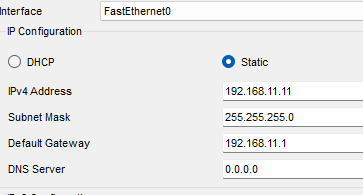 Interface FastEthernet0
IP Configuration
DHCP Static
IPv4 Address 192.168.11.11
Subnet Mask 255.255.255.0
Default Gateway 192.168.11.1
DNS Server 0.0.0.0